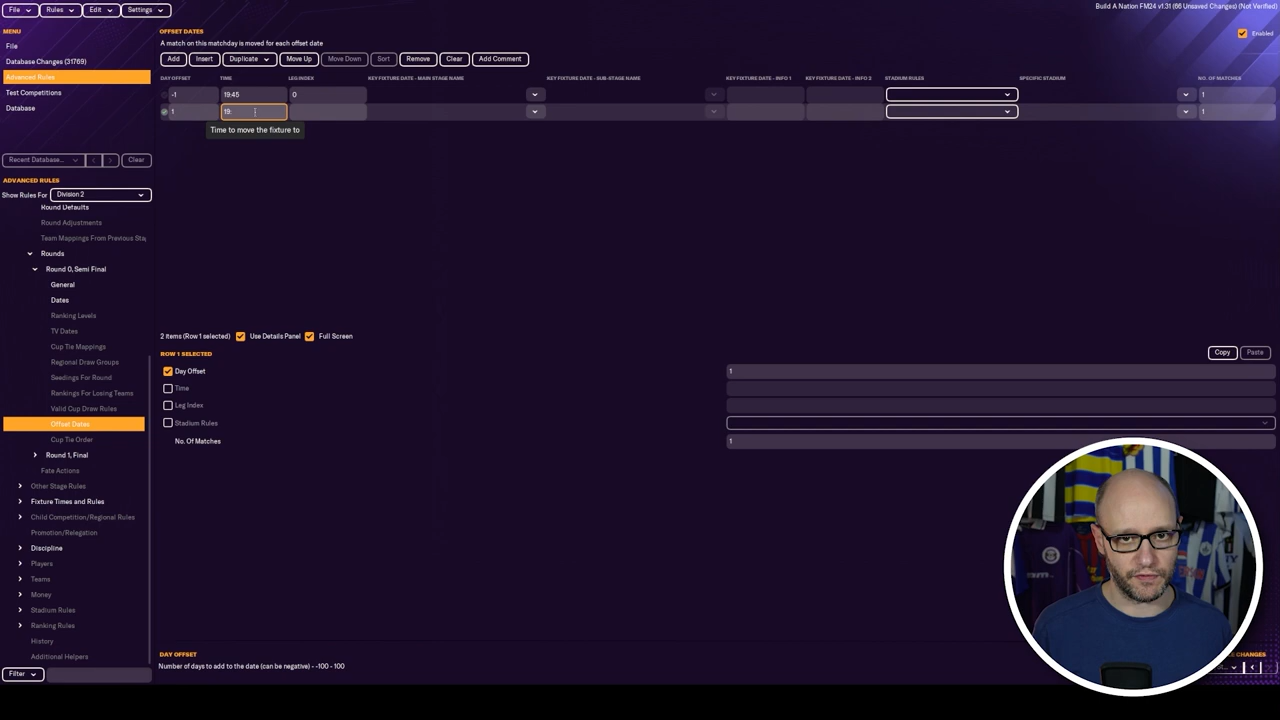 File Rules Edit Settings
Build A Nation FM24 v1.31 (66 Unsaved Changes) (Not Verified)
MENU
File
Database Changes (31769)
Advanced Rules
Test Competitions
Database
Recent Database...
Clear
ADVANCED RULES
Show Rules For Division 2
Round Defaults
Round Adjustments
Team Mappings From Previous Sta
Rounds
Round 0, Semi Final
General
Dates
Ranking Levels
TV Dates
Cup Tie Mappings
Regional Draw Groups
Seedings For Round
Rankings For Losing Teams
Valid Cup Draw Rules
Offset Dates
Cup Tie Order
Round 1, Final
Fate Actions
Other Stage Rules
Fixture Times and Rules
Child Competition/Regional Rules
Promotion/Relegation
Discipline
Players
Teams
Money
Stadium Rules
Ranking Rules
History
Additional Helpers
Filter
OFFSET DATES
A match on this matchday is moved for each offset date
Enabled
Add Insert Duplicate Move Up Move Down Sort Remove Clear Add Comment
DAY OFFSET TIME LEG INDEX KEY FIXTURE DATE - MAIN STAGE NAME KEY FIXTURE DATE - SUB-STAGE NAME KEY FIXTURE DATE - INFO 1 KEY FIXTURE DATE - INFO 2 STADIUM RULES SPECIFIC STADIUM NO. OF MATCHES
-1 19:45 0 1
1 19: 1
Time to move the fixture to
2 Items (Row 1 selected) Use Details Panel Full Screen
ROW 1 SELECTED
Copy Paste
Day Offset 1
Time
Leg Index
Stadium Rules
No. Of Matches 1
DAY OFFSET
Number of days to add to the date (can be negative) - -100 - 100
CHANGES